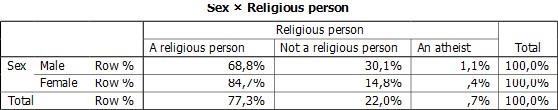 Sex × Religious person
Religious person
A religious person Not a religious person An atheist Total
Sex Male Row % 68,8% 30,1% 1,1% 100,0%
Female Row % 84,7% 14,8% ,4% 100,0%
Total Row % 77,3% 22,0% ,7% 100,0%